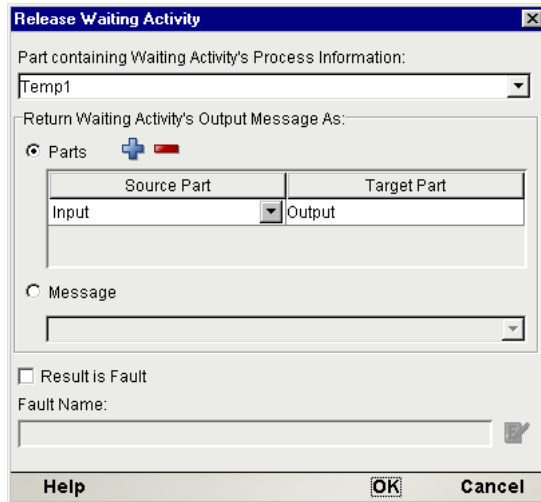 Release Waiting Activity
Part containing Waiting Activity's Process Information:
Temp1
Return Waiting Activity's Output Message As:
Parts
Source Part Target Part
Input Output
Message
Result is Fault
Fault Name:
Help OK Cancel